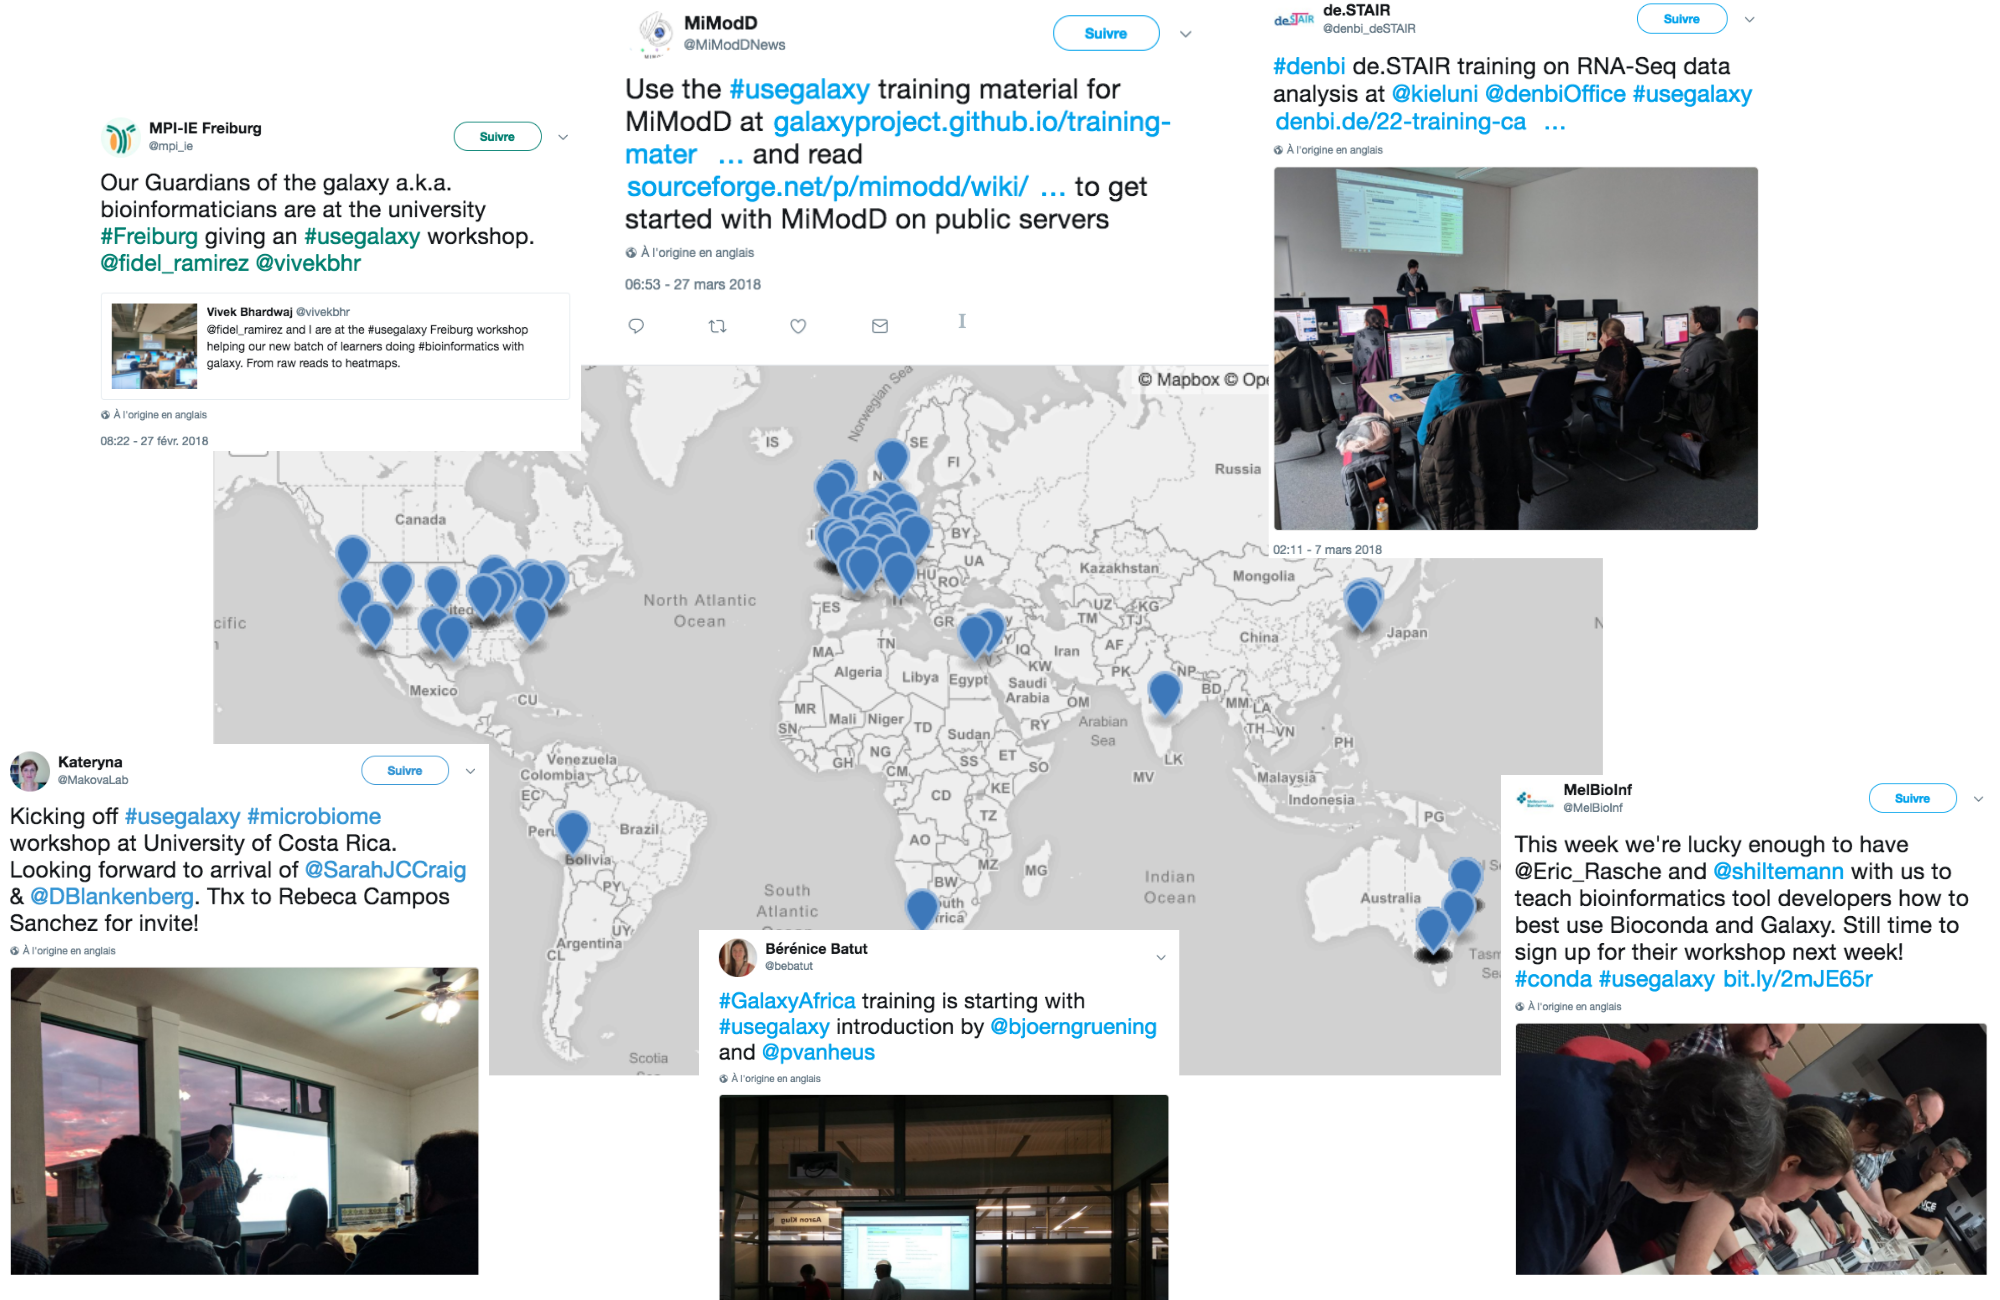 MPI-IE Freiburg
@mpi_ie
Suivre
Our Guardians of the galaxy a.k.a.
bioinformaticians are at the university
#Freiburg giving an #usegalaxy workshop.
@fidel_ramirez @vivekbhr
Vivek Bhardwaj @vivekbhr
@fidel_ramirez and I are at the #usegalaxy Freiburg workshop
helping our new batch of learners doing #bioinformatics with
galaxy. From raw reads to heatmaps.
À l'origine en anglais
08:22 - 27 févr. 2018
MiModD
@MiModDNews
Suivre
Use the #usegalaxy training material for
MiModD at galaxyproject.github.io/training-
mater … and read
sourceforge.net/p/mimodd/wiki/ … to get
started with MiModD on public servers
À l'origine en anglais
06:53 - 27 mars 2018
de.STAIR
de.STAIR
@denbi_deSTAIR
Suivre
#denbi de.STAIR training on RNA-Seq data
analysis at @kieluni @denbiOffice #usegalaxy
denbi.de/22-training-ca …
À l'origine en anglais
02:11 - 7 mars 2018
© Mapbox © Ope
Norwegian Sea
IS
SE
FI
N
Russia
Canada
BY
UA
HU
RO
IT
Kazakhstan
Mongolia
North Atlantic
Ocean
ES
GR
UZ
KG
TM
TJ
China
Japan
cific
n
N
ited
Mexico
CU
MA
TN
Algeria
Libya
Egypt
IQ
Iran
AF
KW
PK
NP
Saudi
Arabia
OM
BD
MM
LA
MR
Mali
Niger
TD
Sudan
RY
Arabian
Sea
TH
VN
PH
SN
GH
NG
CM
SS
ET
SO
LK
MV
Malaysia
Indonesia
Venezuela
Colombia
EC
Peru
Brazil
Bolivia
PY
UY
Argentina
CL
CD
KE
TZ
AO
MZ
MG
BW
outh
frica
PG
Australia
South
Atlantic
Ocean
Indian
Ocean
Scotia
Tasm
Sea
Kateryna
@MakovaLab
Suivre
Kicking off #usegalaxy #microbiome
workshop at University of Costa Rica.
Looking forward to arrival of @SarahJCCraig
& @DBlankenberg. Thx to Rebeca Campos
Sanchez for invite!
À l'origine en anglais
Bérénice Batut
@bebatut
#GalaxyAfrica training is starting with
#usegalaxy introduction by @bjoerngruening
and @pvanheus
À l'origine en anglais
Aaron Klug
MelBioInf
@MelBioInf
Suivre
This week we're lucky enough to have
@Eric_Rasche and @shiltemann with us to
teach bioinformatics tool developers how to
best use Bioconda and Galaxy. Still time to
sign up for their workshop next week!
#conda #usegalaxy bit.ly/2mJE65r
À l'origine en anglais